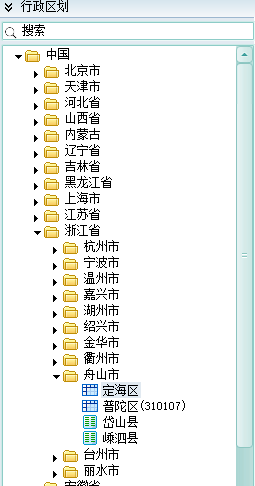 行政区划
搜索
中国
北京市
天津市
河北省
山西省
内蒙古
辽宁省
吉林省
黑龙江省
上海市
江苏省
浙江省
杭州市
宁波市
温州市
嘉兴市
湖州市
绍兴市
金华市
衢州市
舟山市
定海区
普陀区(310107)
岱山县
嵊泗县
台州市
丽水市
安徽省